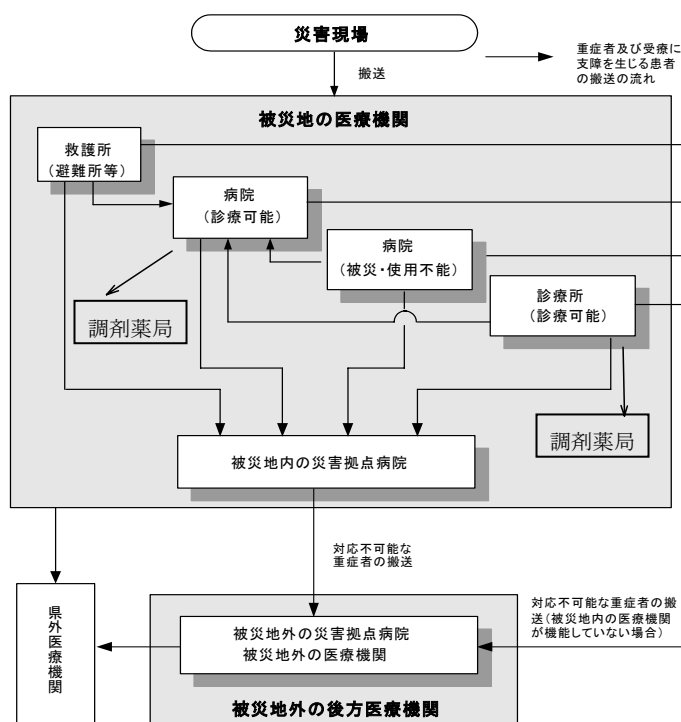 災害現場
搬送
重症者及び受療に
支障を生じる患者
の搬送の流れ
被災地の医療機関
救護所
(避難所等)
病院
(診療可能)
病院
(被災・使用不能)
診療所
(診療可能)
調剤薬局
調剤薬局
被災地内の災害拠点病院
対応不可能な
重症者の搬送
県外医療機関
被災地外の災害拠点病院
被災地外の医療機関
対応不可能な重症者の搬
送(被災地内の医療機関
が機能していない場合)
被災地外の後方医療機関